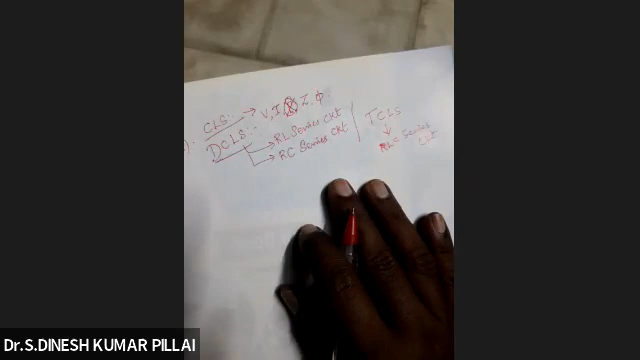 CLS:- → V, I, Z, φ.
DCLS:- → RL Series CKt
→ RC Series CKt
TCLS
↓
RLC Series
CKt
Dr.S.DINESH KUMAR PILLAI